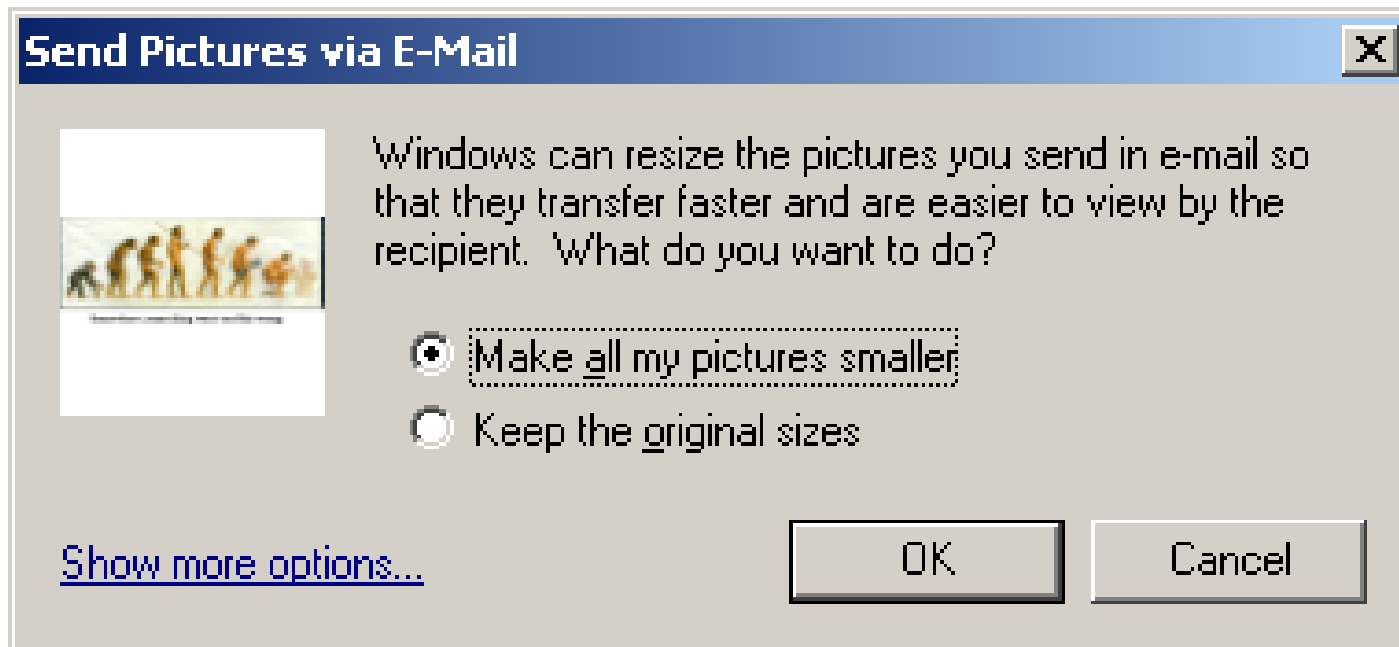 Send Pictures via E-Mail
Windows can resize the pictures you send in e-mail so
that they transfer faster and are easier to view by the
recipient. What do you want to do?
Make all my pictures smaller
Keep the original sizes
Show more options...
OK
Cancel